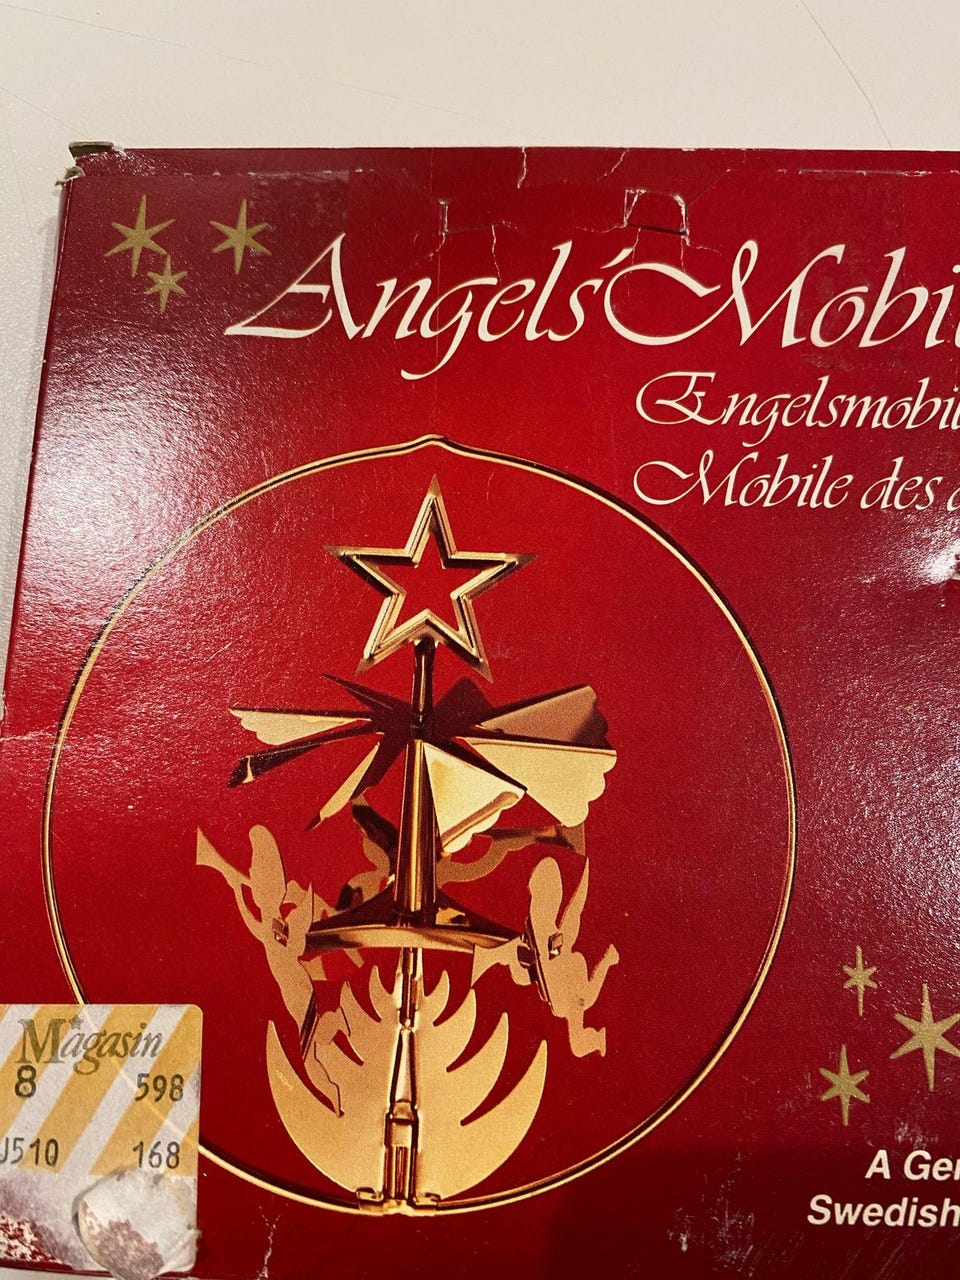 Angels' Mobil
Engelsmobil
Mobile des
A Ge
Swedish
Magasin
8 598
J510 168